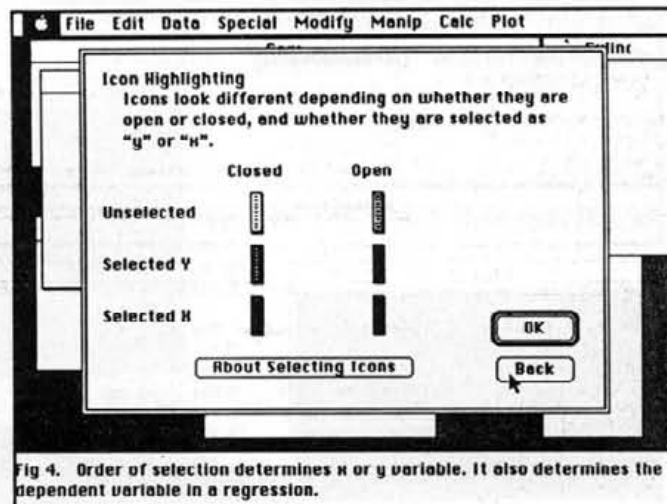 File Edit Data Special Modify Manip Calc Plot
Icon Highlighting
Icons look different depending on whether they are
open or closed, and whether they are selected as
"y" or "x".
Closed Open
Unselected
Selected Y
Selected X
OK
About Selecting Icons
Back
Fig 4. Order of selection determines x or y variable. It also determines the
dependent variable in a regression.